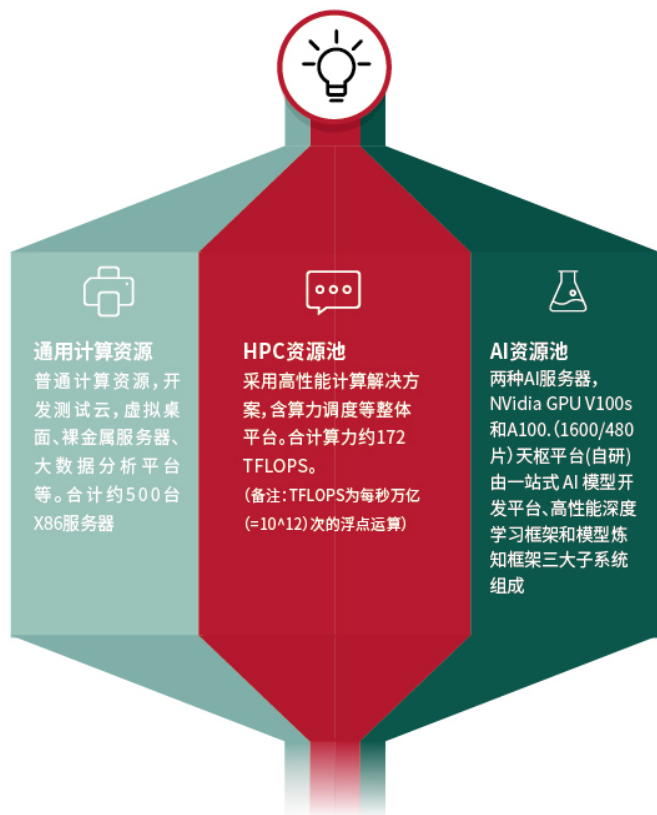 通用计算资源
普通计算资源，开
发测试云，虚拟桌
面、裸金属服务器、
大数据分析平台
等。合计约500台
X86服务器
HPC资源池
采用高性能计算解决方
案，含算力调度等整体
平台。合计算力约172
TFLOPS。
（备注：TFLOPS为每秒万亿
（=10^12）次的浮点运算）
AI资源池
两种AI服务器，
NVidia GPU V100s
和A100.（1600/480
片）天枢平台(自研)
由一站式 AI 模型开
发平台、高性能深度
学习框架和模型炼
知框架三大子系统
组成